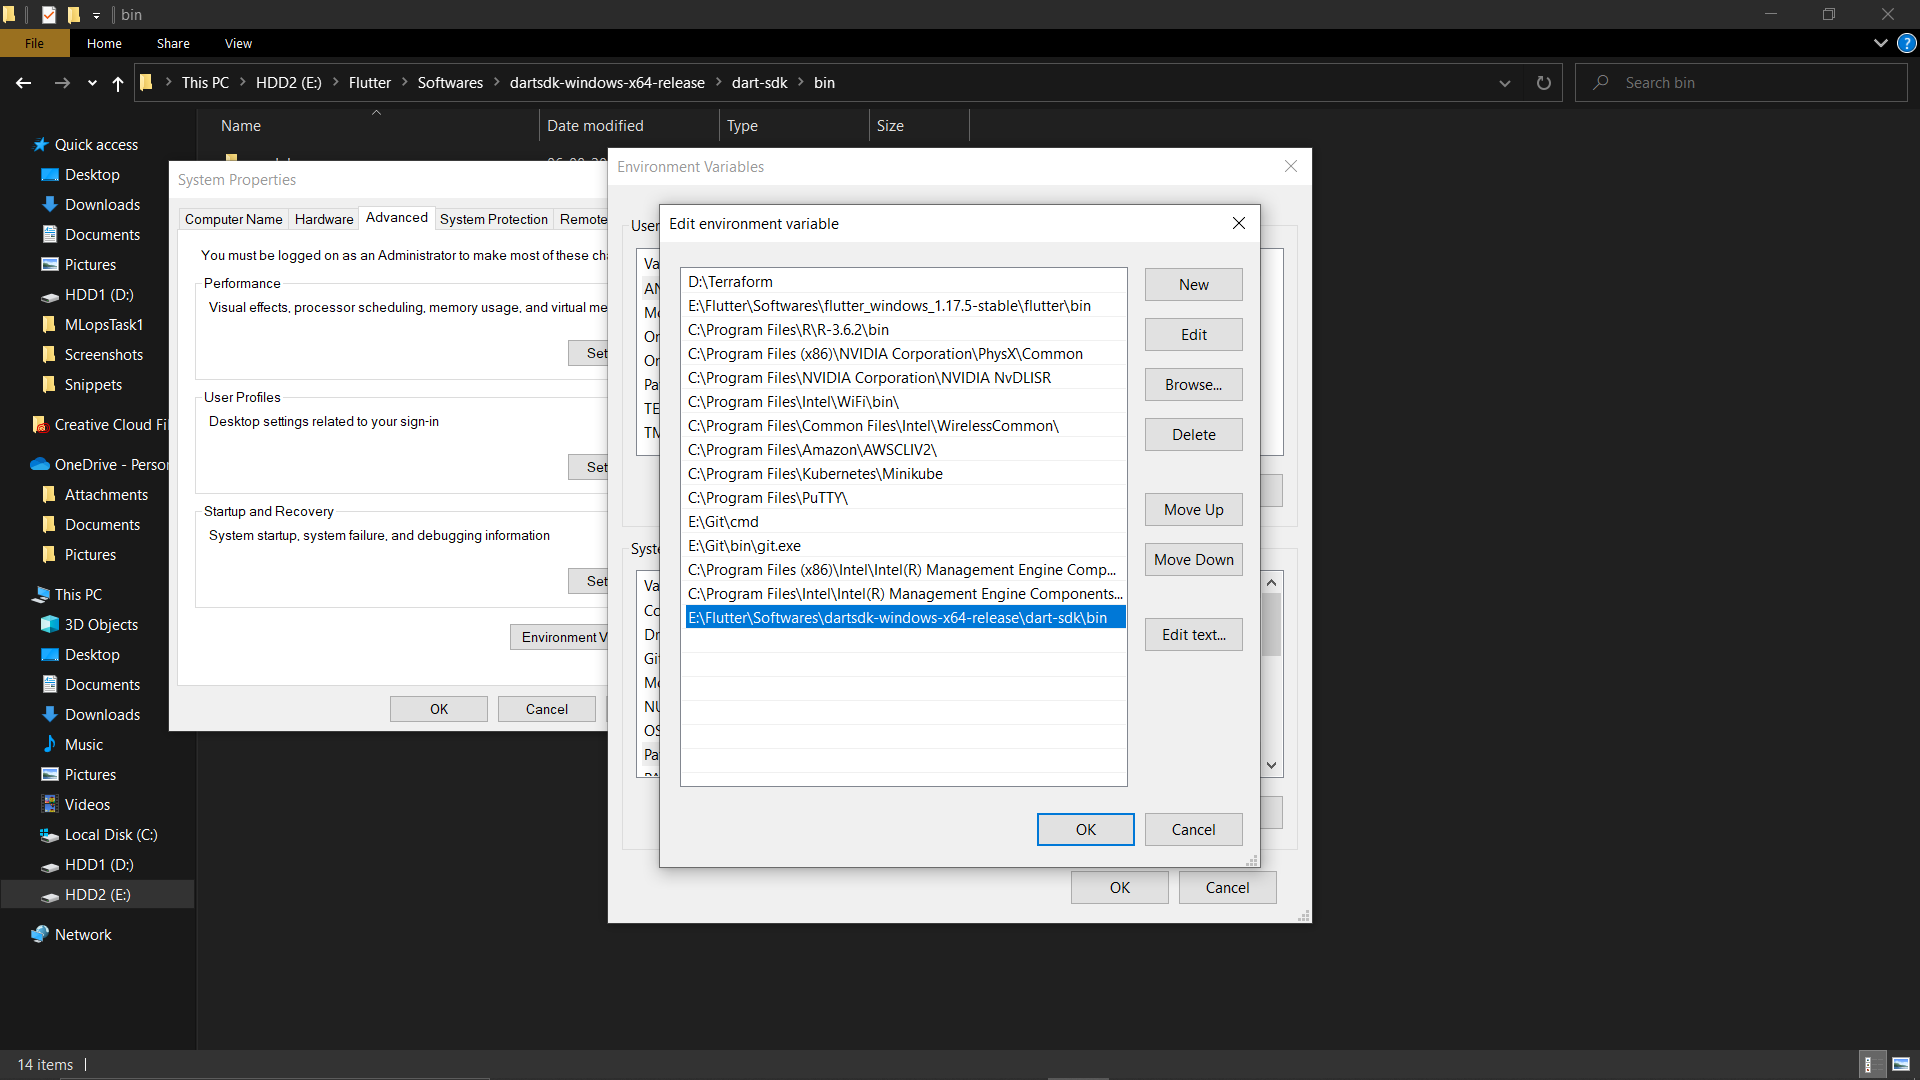 bin
File
Home
Share
View
This PC
HDD2 (E:)
Flutter
Softwares
dartsdk-windows-x64-release
dart-sdk
bin
Search bin
Name
Date modified
Type
Size
Quick access
Desktop
Downloads
Documents
Pictures
HDD1 (D:)
MLopsTask1
Screenshots
Snippets
Creative Cloud Fil
OneDrive - Person
Attachments
Documents
Pictures
This PC
3D Objects
Desktop
Documents
Downloads
Music
Pictures
Videos
Local Disk (C:)
HDD1 (D:)
HDD2 (E:)
Network
14 items
System Properties
Computer Name
Hardware
Advanced
System Protection
Remote
You must be logged on as an Administrator to make most of these cha
Performance
Visual effects, processor scheduling, memory usage, and virtual me
Set
User Profiles
Desktop settings related to your sign-in
Set
Startup and Recovery
System startup, system failure, and debugging information
Set
Environment V
OK
Cancel
Environment Variables
User
Va
AN
Mo
On
On
Pa
TE
TM
Syste
Va
Co
Dr
Git
Mo
NU
OS
Pa
OK
Cancel
Edit environment variable
D:\Terraform
E:\Flutter\Softwares\flutter_windows_1.17.5-stable\flutter\bin
C:\Program Files\R\R-3.6.2\bin
C:\Program Files (x86)\NVIDIA Corporation\PhysX\Common
C:\Program Files\NVIDIA Corporation\NVIDIA NvDLISR
C:\Program Files\Intel\WiFi\bin\
C:\Program Files\Common Files\Intel\WirelessCommon\
C:\Program Files\Amazon\AWSCLIV2\
C:\Program Files\Kubernetes\Minikube
C:\Program Files\PuTTY\
E:\Git\cmd
E:\Git\bin\git.exe
C:\Program Files (x86)\Intel\Intel(R) Management Engine Comp...
C:\Program Files\Intel\Intel(R) Management Engine Components...
E:\Flutter\Softwares\dartsdk-windows-x64-release\dart-sdk\bin
New
Edit
Browse...
Delete
Move Up
Move Down
Edit text...
OK
Cancel